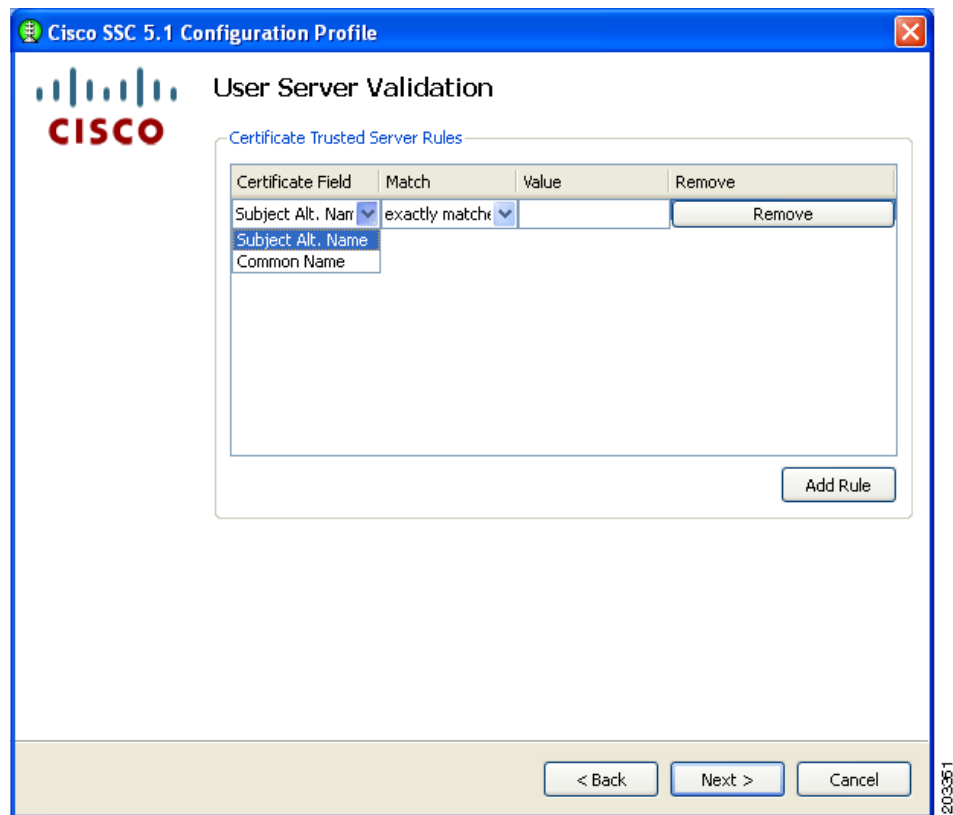 Cisco SSC 5.1 Configuration Profile
CISCO
User Server Validation
Certificate Trusted Server Rules
Certificate Field Match Value Remove
Subject Alt. Nam exactly matche Remove
Subject Alt. Name
Common Name
Add Rule
< Back Next > Cancel
203351